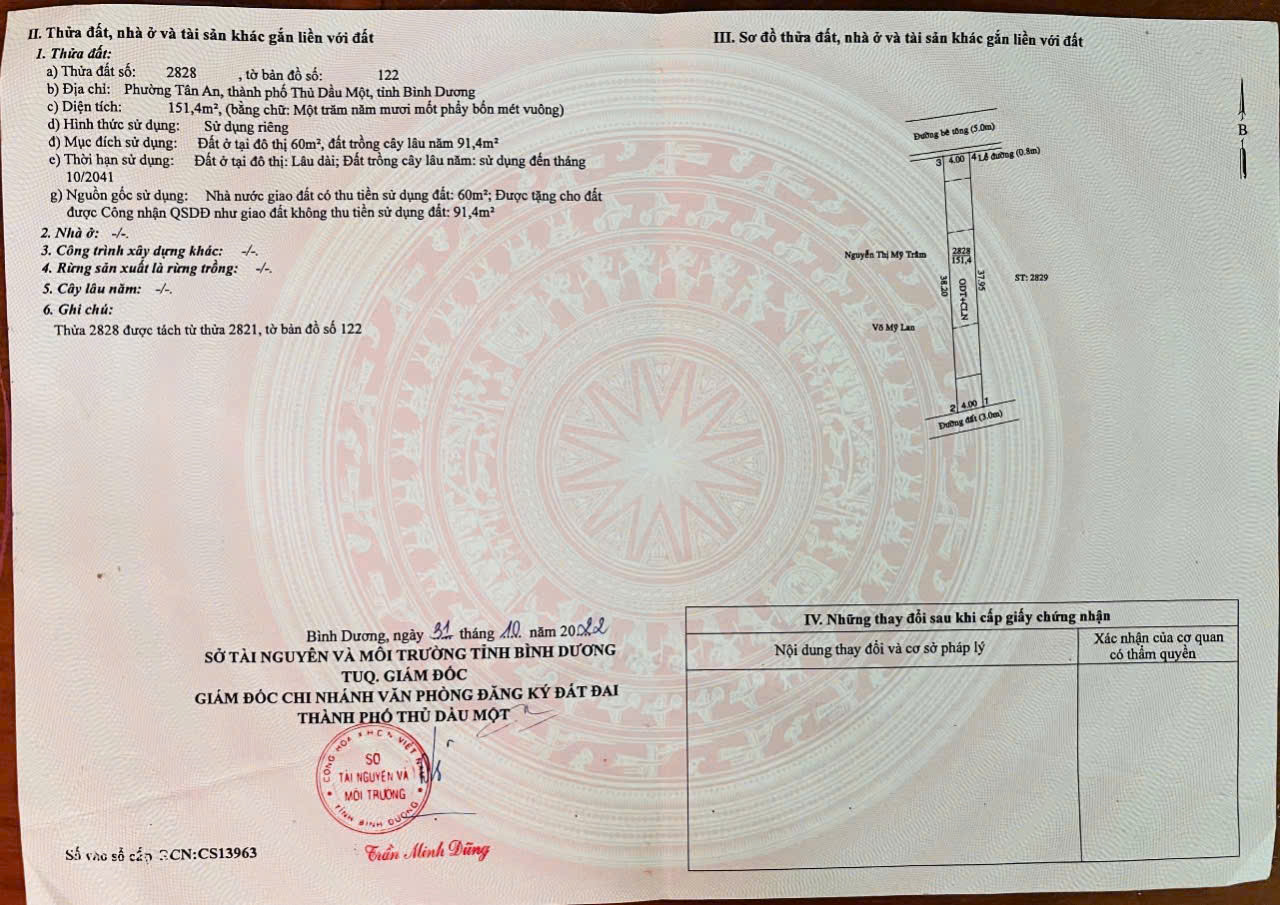 II. Thửa đất, nhà ở và tài sản khác gắn liền với đất
1. Thửa đất:
a) Thửa đất số: 2828 , tờ bản đồ số: 122
b) Địa chỉ: Phường Tân An, thành phố Thủ Dầu Một, tỉnh Bình Dương
c) Diện tích: 151,4m², (bằng chữ: Một trăm năm mươi mốt phẩy bốn mét vuông)
d) Hình thức sử dụng: Sử dụng riêng
đ) Mục đích sử dụng: Đất ở tại đô thị 60m², đất trồng cây lâu năm 91,4m²
e) Thời hạn sử dụng: Đất ở tại đô thị: Lâu dài; Đất trồng cây lâu năm: sử dụng đến tháng
10/2041
g) Nguồn gốc sử dụng: Nhà nước giao đất có thu tiền sử dụng đất: 60m²; Được tặng cho đất
được Công nhận QSDĐ như giao đất không thu tiền sử dụng đất: 91,4m²
2. Nhà ở: -/-.
3. Công trình xây dựng khác: -/-.
4. Rừng sản xuất là rừng trồng: -/-.
5. Cây lâu năm: -/-.
6. Ghi chú:
Thửa 2828 được tách từ thửa 2821, tờ bản đồ số 122
Bình Dương, ngày 31 tháng 10 năm 2022
SỞ TÀI NGUYÊN VÀ MÔI TRƯỜNG TỈNH BÌNH DƯƠNG
TUQ. GIÁM ĐỐC
GIÁM ĐỐC CHI NHÁNH VĂN PHÒNG ĐĂNG KÝ ĐẤT ĐAI
THÀNH PHỐ THỦ DẦU MỘT
CỘNG HÒA X.H.C.N VIỆT NAM
SỞ
TÀI NGUYÊN VÀ
MÔI TRƯỜNG
TỈNH BÌNH DƯƠNG
Trần Minh Dũng
Số vào sổ cấp GCN:CS13963
III. Sơ đồ thửa đất, nhà ở và tài sản khác gắn liền với đất
B
Đường bê tông (5.0m)
3 4.00 4 Lề đường (0.8m)
Nguyễn Thị Mỹ Trâm
2828
151,4
ODT+CLN
38.20
37.95
ST: 2829
Võ Mỹ Lan
2 4.00 1
Đường đất (3.0m)
IV. Những thay đổi sau khi cấp giấy chứng nhận
Nội dung thay đổi và cơ sở pháp lý
Xác nhận của cơ quan
có thẩm quyền